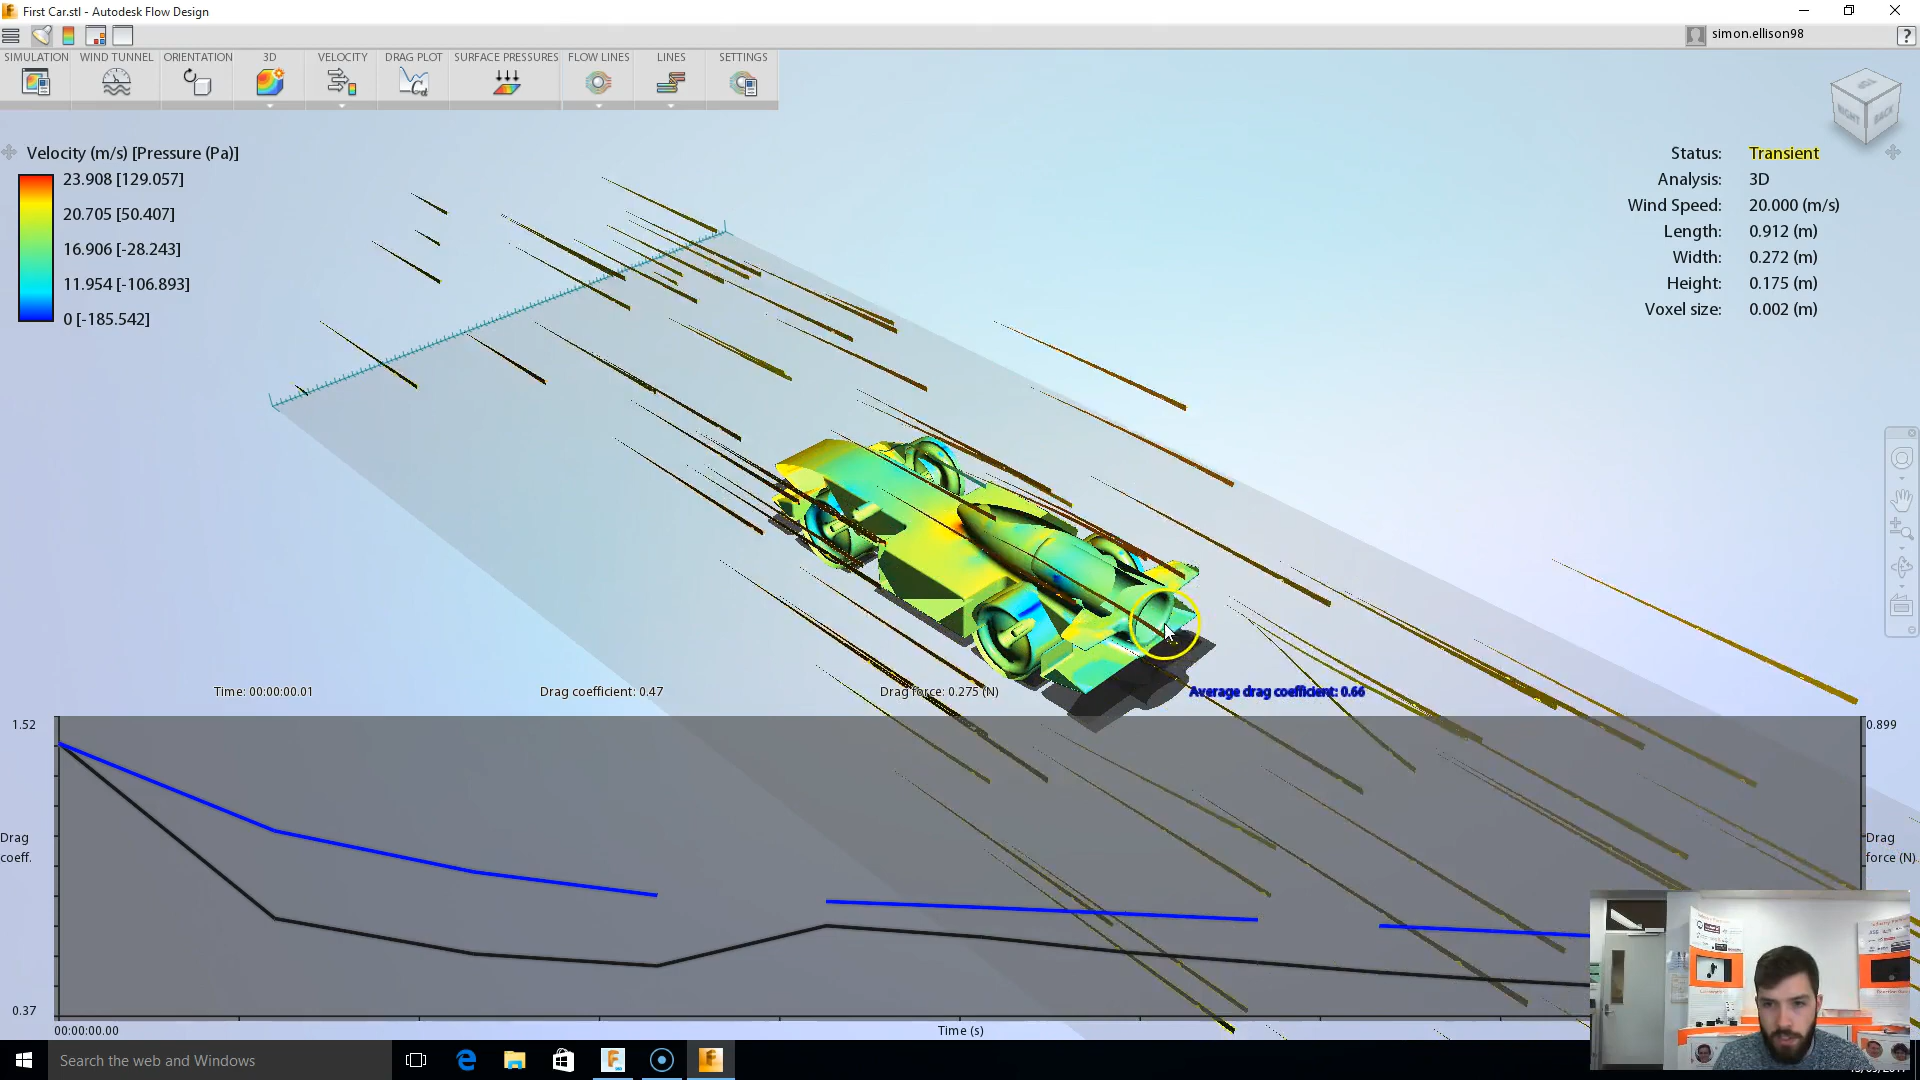 First Car.stl - Autodesk Flow Design
simon.ellison98
?
SIMULATION WIND TUNNEL ORIENTATION 3D VELOCITY DRAG PLOT SURFACE PRESSURES FLOW LINES LINES SETTINGS
Cd
RIGHT BACK
Velocity (m/s) [Pressure (Pa)]
23.908 [129.057]
20.705 [50.407]
16.906 [-28.243]
11.954 [-106.893]
0 [-185.542]
Status: Transient
Analysis: 3D
Wind Speed: 20.000 (m/s)
Length: 0.912 (m)
Width: 0.272 (m)
Height: 0.175 (m)
Voxel size: 0.002 (m)
Time: 00:00:00.01
Drag coefficient: 0.47
Drag force: 0.275 (N)
Average drag coefficient: 0.66
1.52
0.899
Drag
coeff.
Drag
force (N)
0.37
00:00:00.00
Time (s)
Search the web and Windows